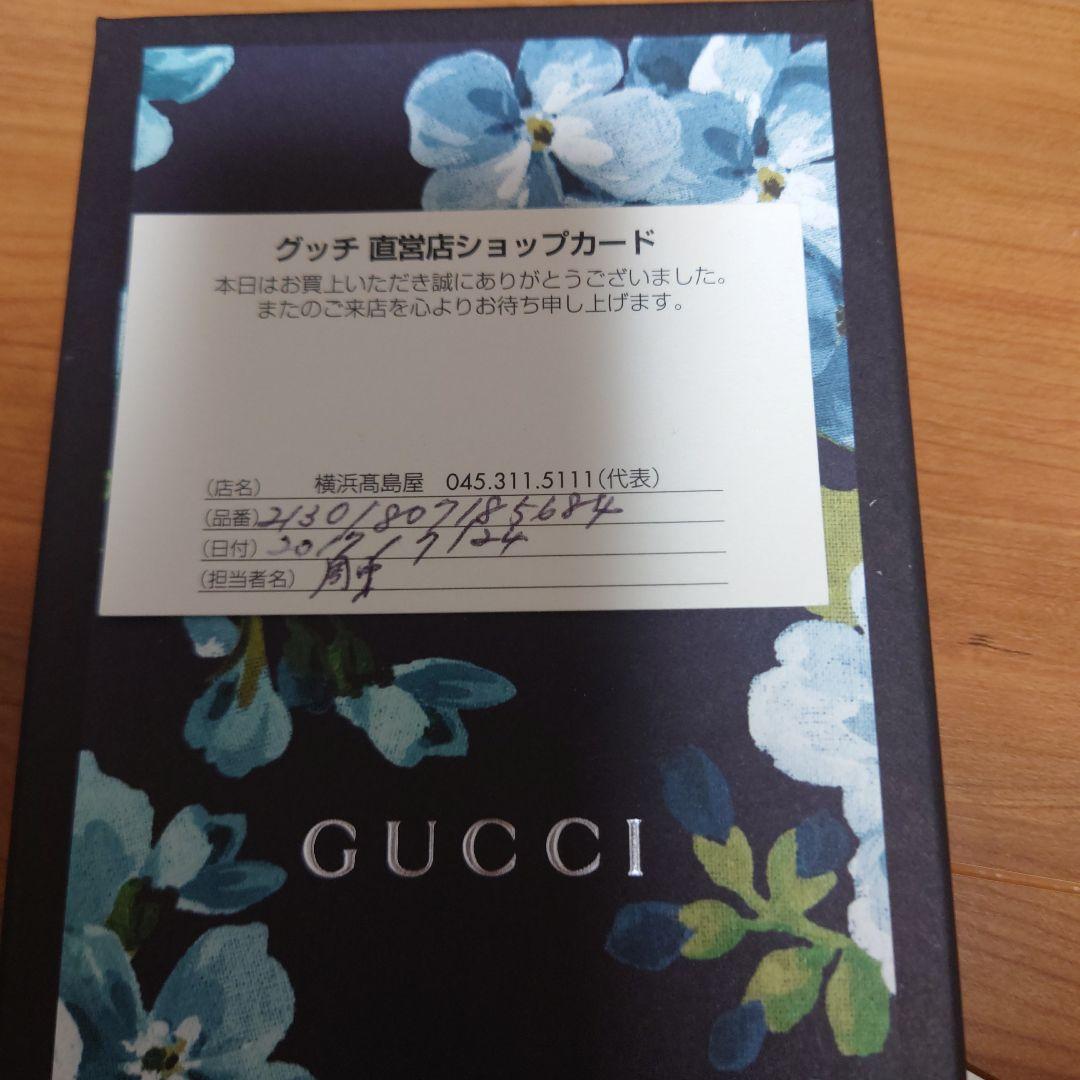 グッチ 直営店ショップカード
本日はお買上いただき誠にありがとうございました。
またのご来店を心よりお待ち申し上げます。
(店名) 横浜髙島屋 045.311.5111(代表)
(品番) 21301807185684
(日付) 2017/7/24
(担当者名)
GUCCI